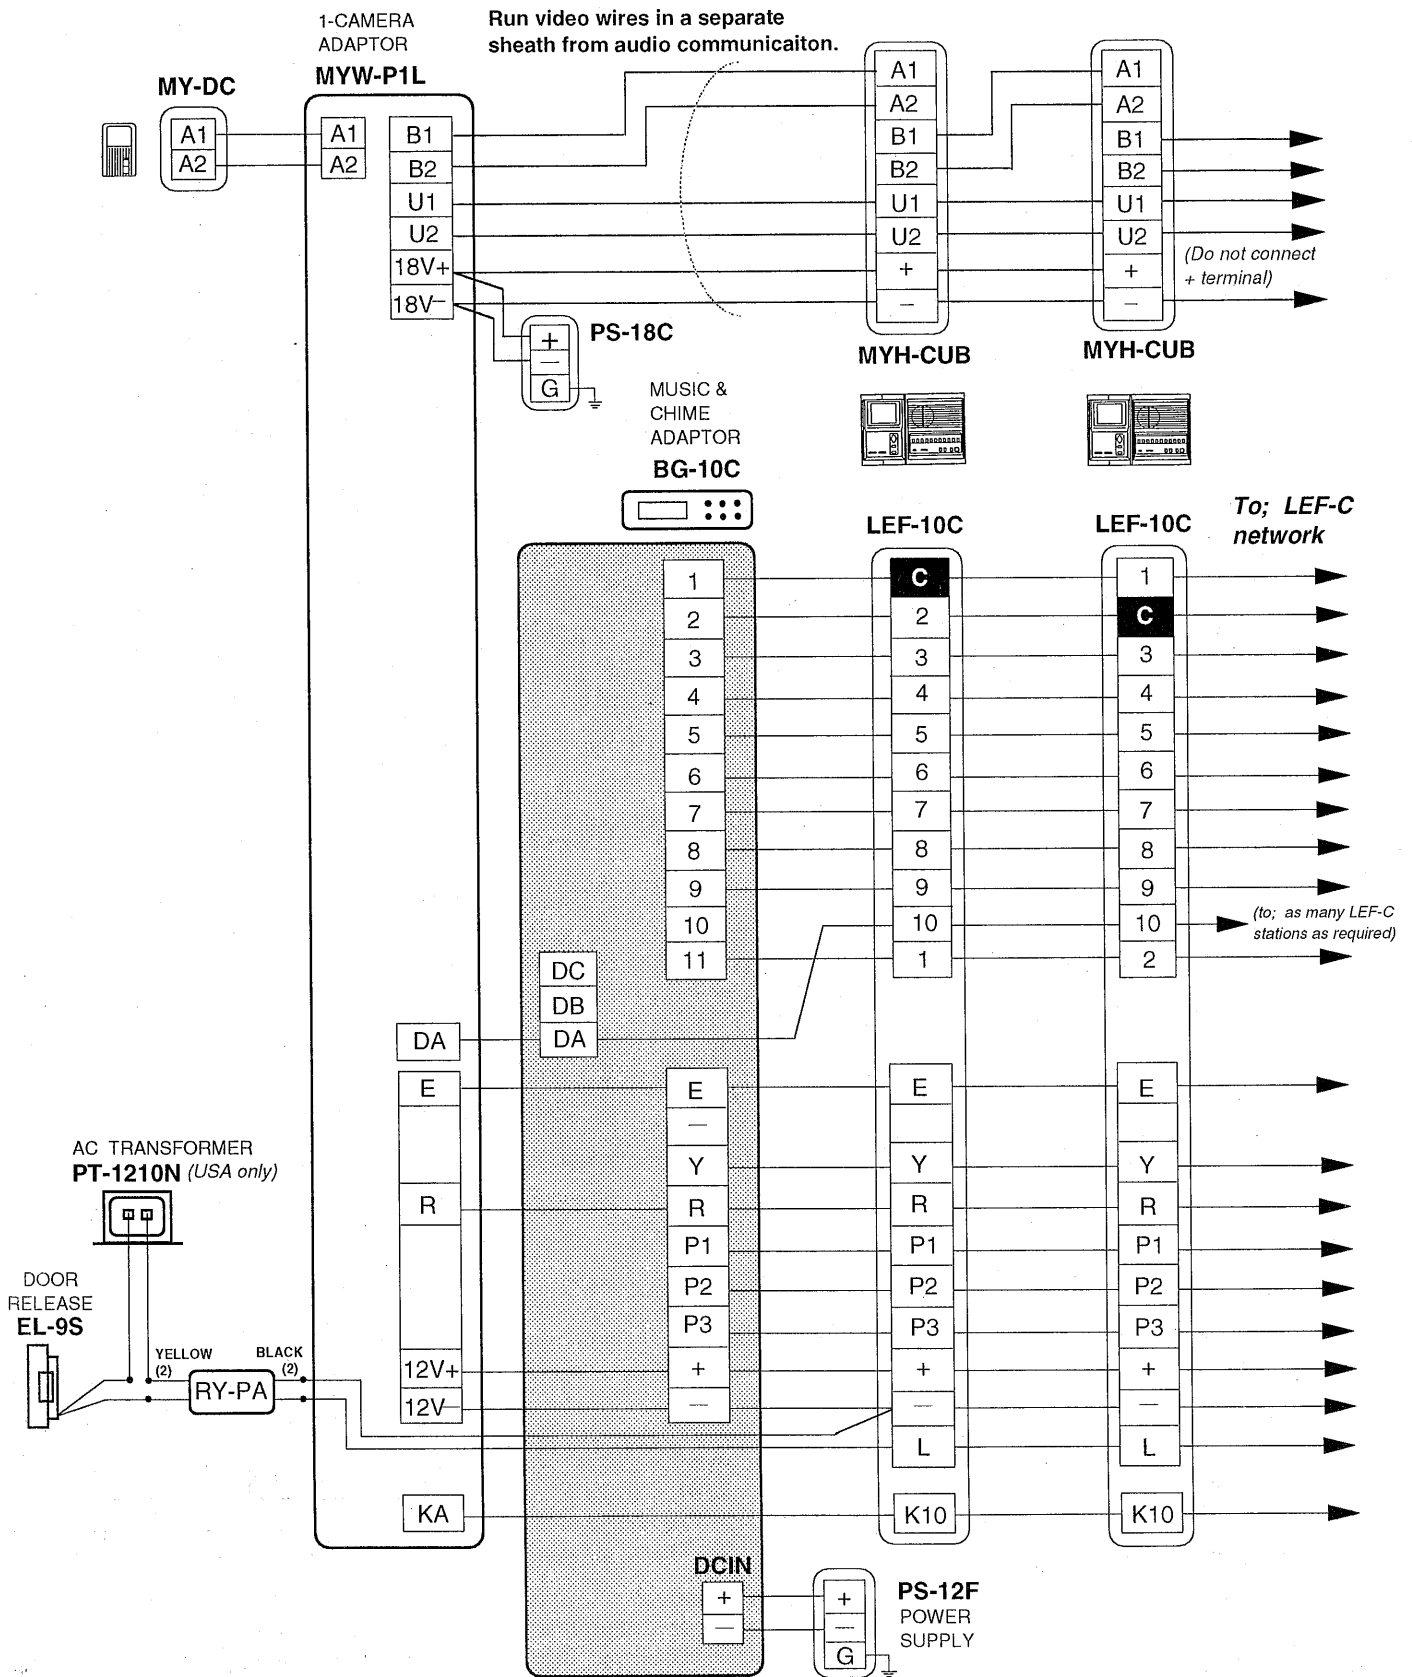 1-CAMERA
ADAPTOR
MYW-P1L
Run video wires in a separate
sheath from audio communicaiton.
MY-DC
A1
A2
A1
A2
B1
B2
U1
U2
18V+
18V—
A1
A2
B1
B2
U1
U2
+
—
MYH-CUB
A1
A2
B1
B2
U1
U2
+
—
MYH-CUB
(Do not connect
+ terminal)
+
—
G
PS-18C
MUSIC &
CHIME
ADAPTOR
BG-10C
LEF-10C
LEF-10C
To; LEF-C
network
1
2
3
4
5
6
7
8
9
10
11
C
2
3
4
5
6
7
8
9
10
1
1
C
3
4
5
6
7
8
9
10
2
(to; as many LEF-C
stations as required)
DC
DB
DA
DA
E
R
12V+
12V—
KA
E
—
Y
R
P1
P2
P3
+
—
E
Y
R
P1
P2
P3
+
—
L
K10
E
Y
R
P1
P2
P3
+
—
L
K10
AC TRANSFORMER
PT-1210N (USA only)
DOOR
RELEASE
EL-9S
YELLOW
(2)
RY-PA
BLACK
(2)
DCIN
+
—
+
—
G
PS-12F
POWER
SUPPLY